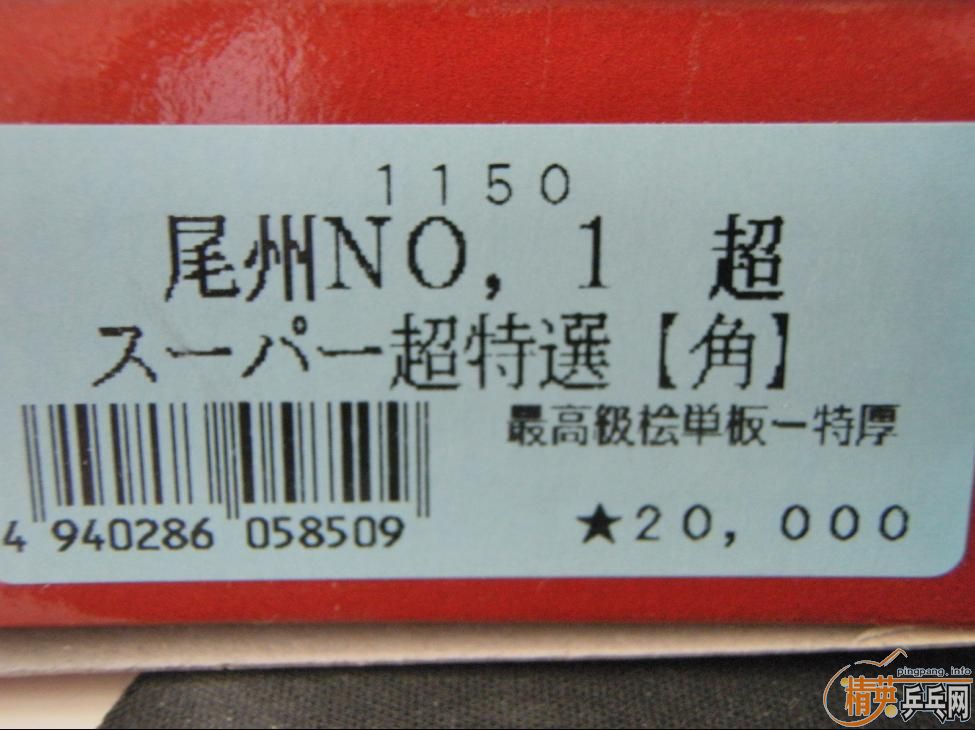 1150
尾州NO,1 超
スーパー超特選【角】
最高級桧単板ー特厚
4 940286 058509
★20,000
pingpang.info
精英乒乓网